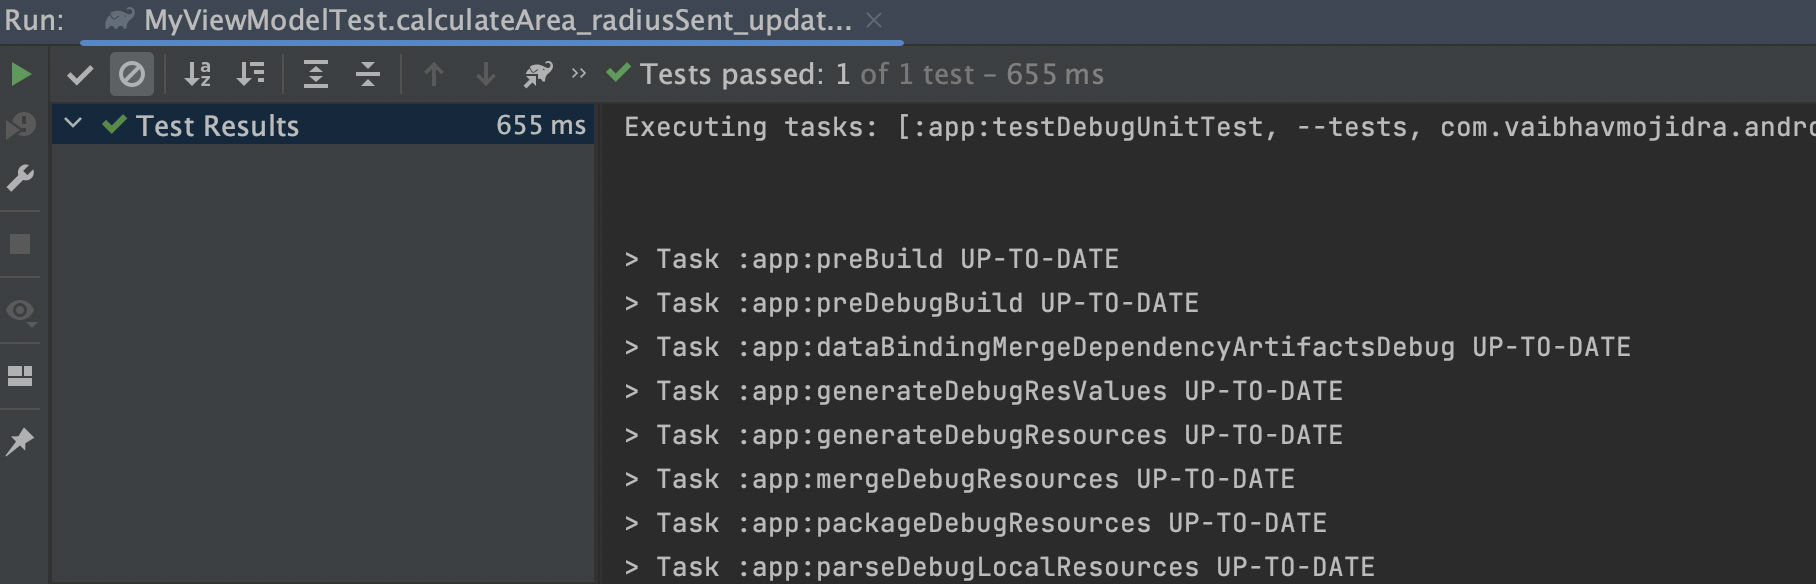 Run: MyViewModelTest.calculateArea_radiusSent_updat...
Tests passed: 1 of 1 test – 655 ms
Test Results 655 ms
Executing tasks: [:app:testDebugUnitTest, --tests, com.vaibhavmojidra.andro
> Task :app:preBuild UP-TO-DATE
> Task :app:preDebugBuild UP-TO-DATE
> Task :app:dataBindingMergeDependencyArtifactsDebug UP-TO-DATE
> Task :app:generateDebugResValues UP-TO-DATE
> Task :app:generateDebugResources UP-TO-DATE
> Task :app:mergeDebugResources UP-TO-DATE
> Task :app:packageDebugResources UP-TO-DATE
> Task :app:parseDebugLocalResources UP-TO-DATE